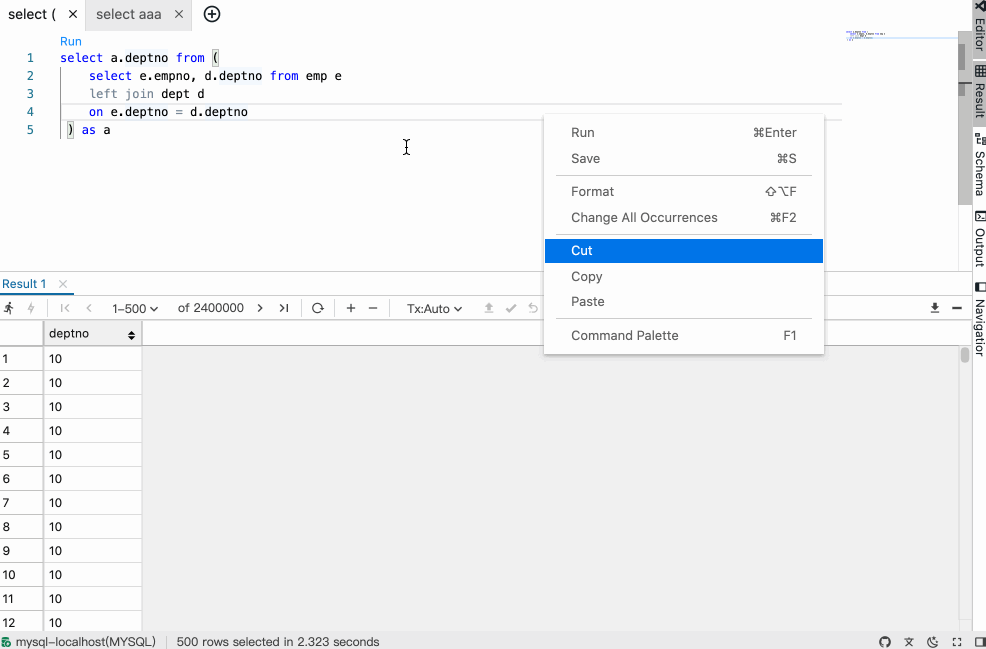 select (
select aaa
Run
1 select a.deptno from (
2 select e.empno, d.deptno from emp e
3 left join dept d
4 on e.deptno = d.deptno
5 ) as a
Run ⌘Enter
Save ⌘S
Format ⇧⌥F
Change All Occurrences ⌘F2
Cut
Copy
Paste
Command Palette F1
Editor
Result
Schema
Output
Navigatior
Result 1
1-500 of 2400000 Tx:Auto
deptno
1 10
2 10
3 10
4 10
5 10
6 10
7 10
8 10
9 10
10 10
11 10
12 10
mysql-localhost(MYSQL) 500 rows selected in 2.323 seconds